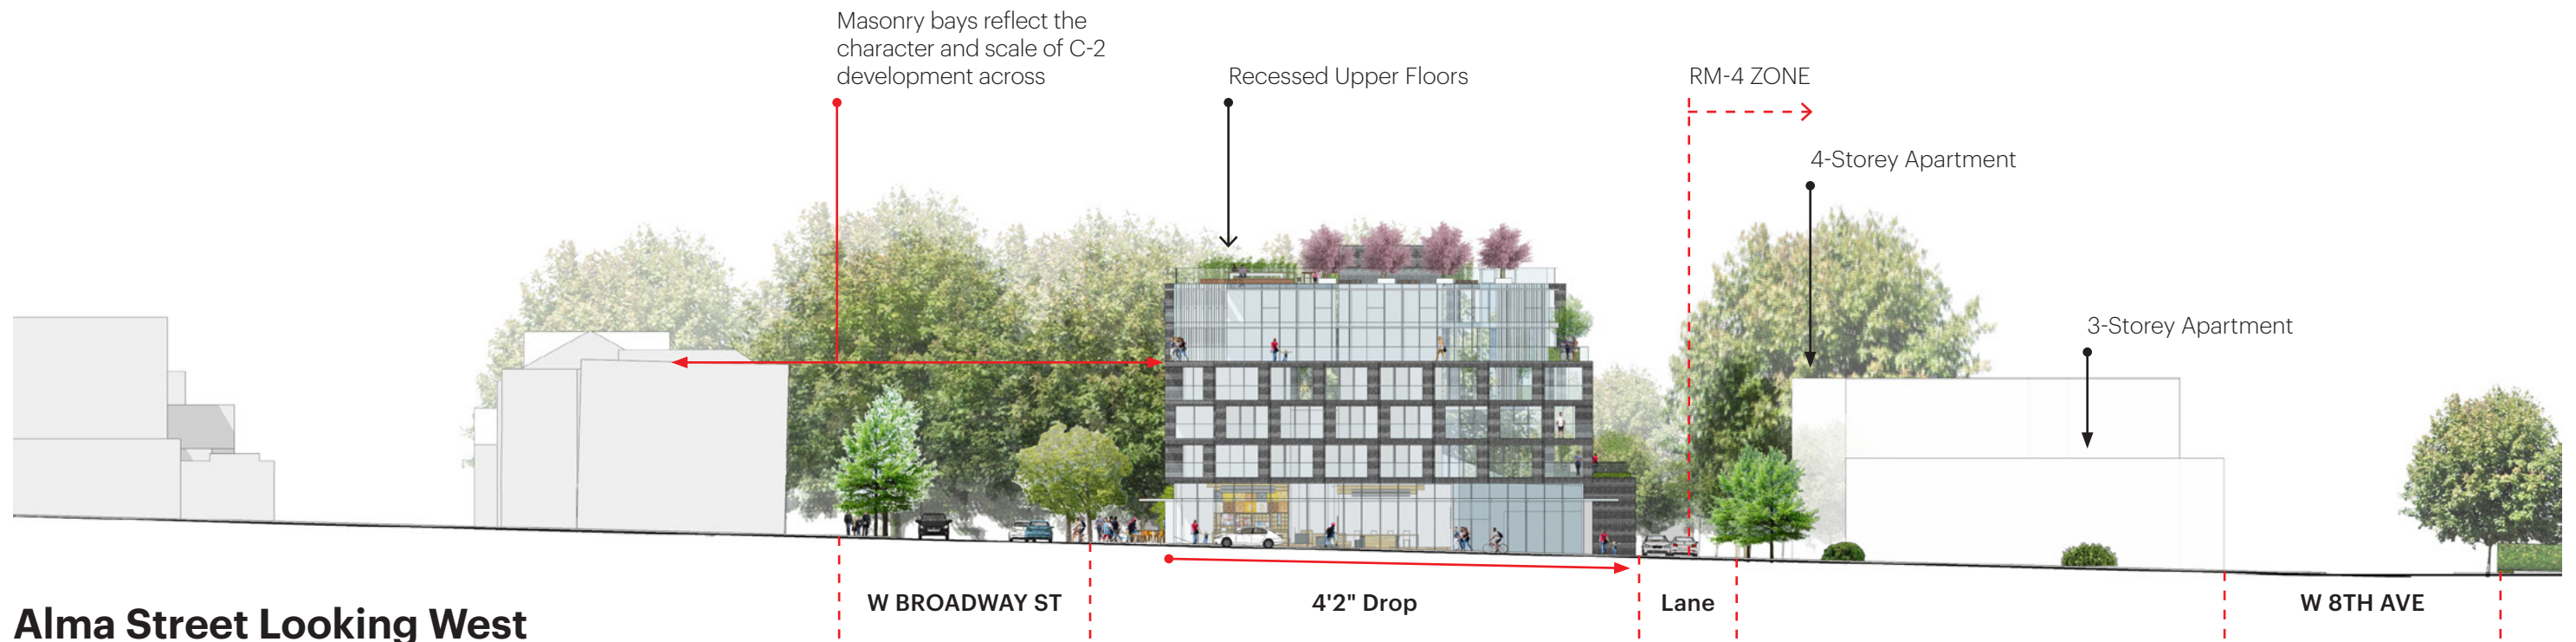 Masonry bays reflect the
character and scale of C-2
development across
Recessed Upper Floors
RM-4 ZONE
4-Storey Apartment
3-Storey Apartment
W BROADWAY ST
4'2" Drop
Lane
W 8TH AVE
Alma Street Looking West